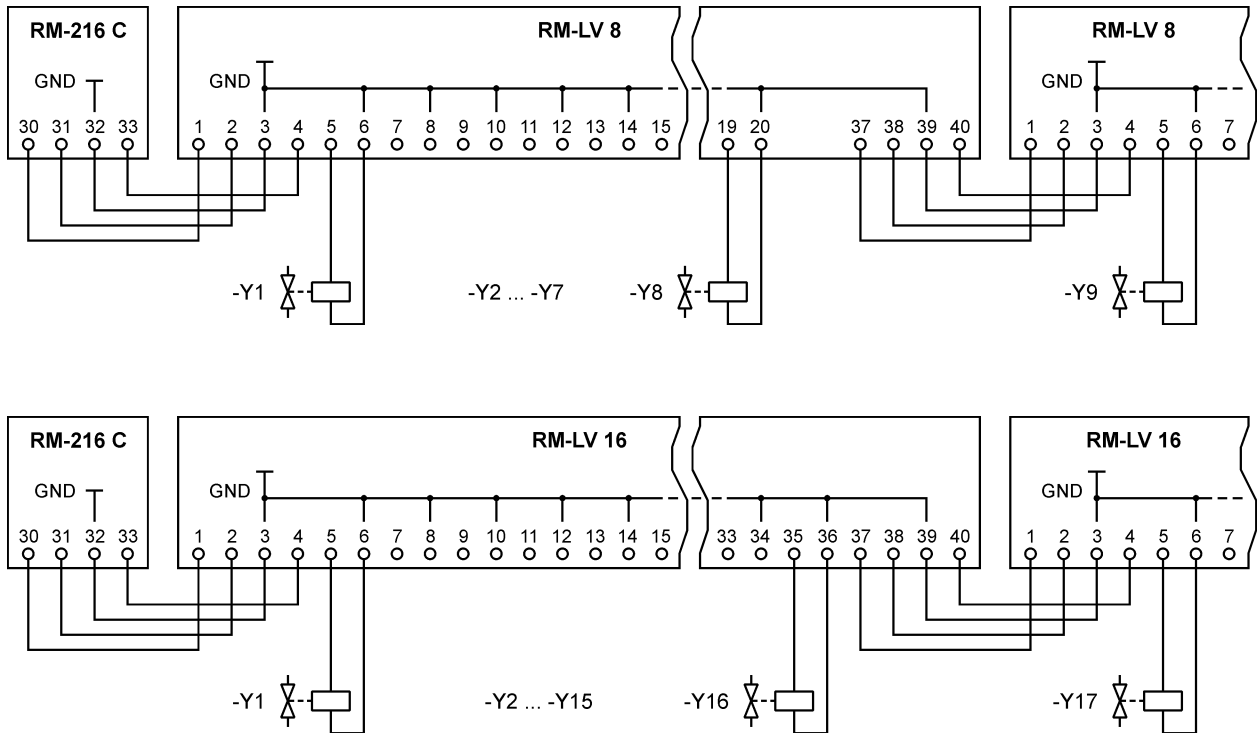 RM-216 C RM-LV 8 RM-LV 8
GND GND GND
30 31 32 33 1 2 3 4 5 6 7 8 9 10 11 12 13 14 15 19 20 37 38 39 40 1 2 3 4 5 6 7
-Y1 -Y2 ... -Y7 -Y8 -Y9
RM-216 C RM-LV 16 RM-LV 16
GND GND GND
30 31 32 33 1 2 3 4 5 6 7 8 9 10 11 12 13 14 15 33 34 35 36 37 38 39 40 1 2 3 4 5 6 7
-Y1 -Y2 ... -Y15 -Y16 -Y17